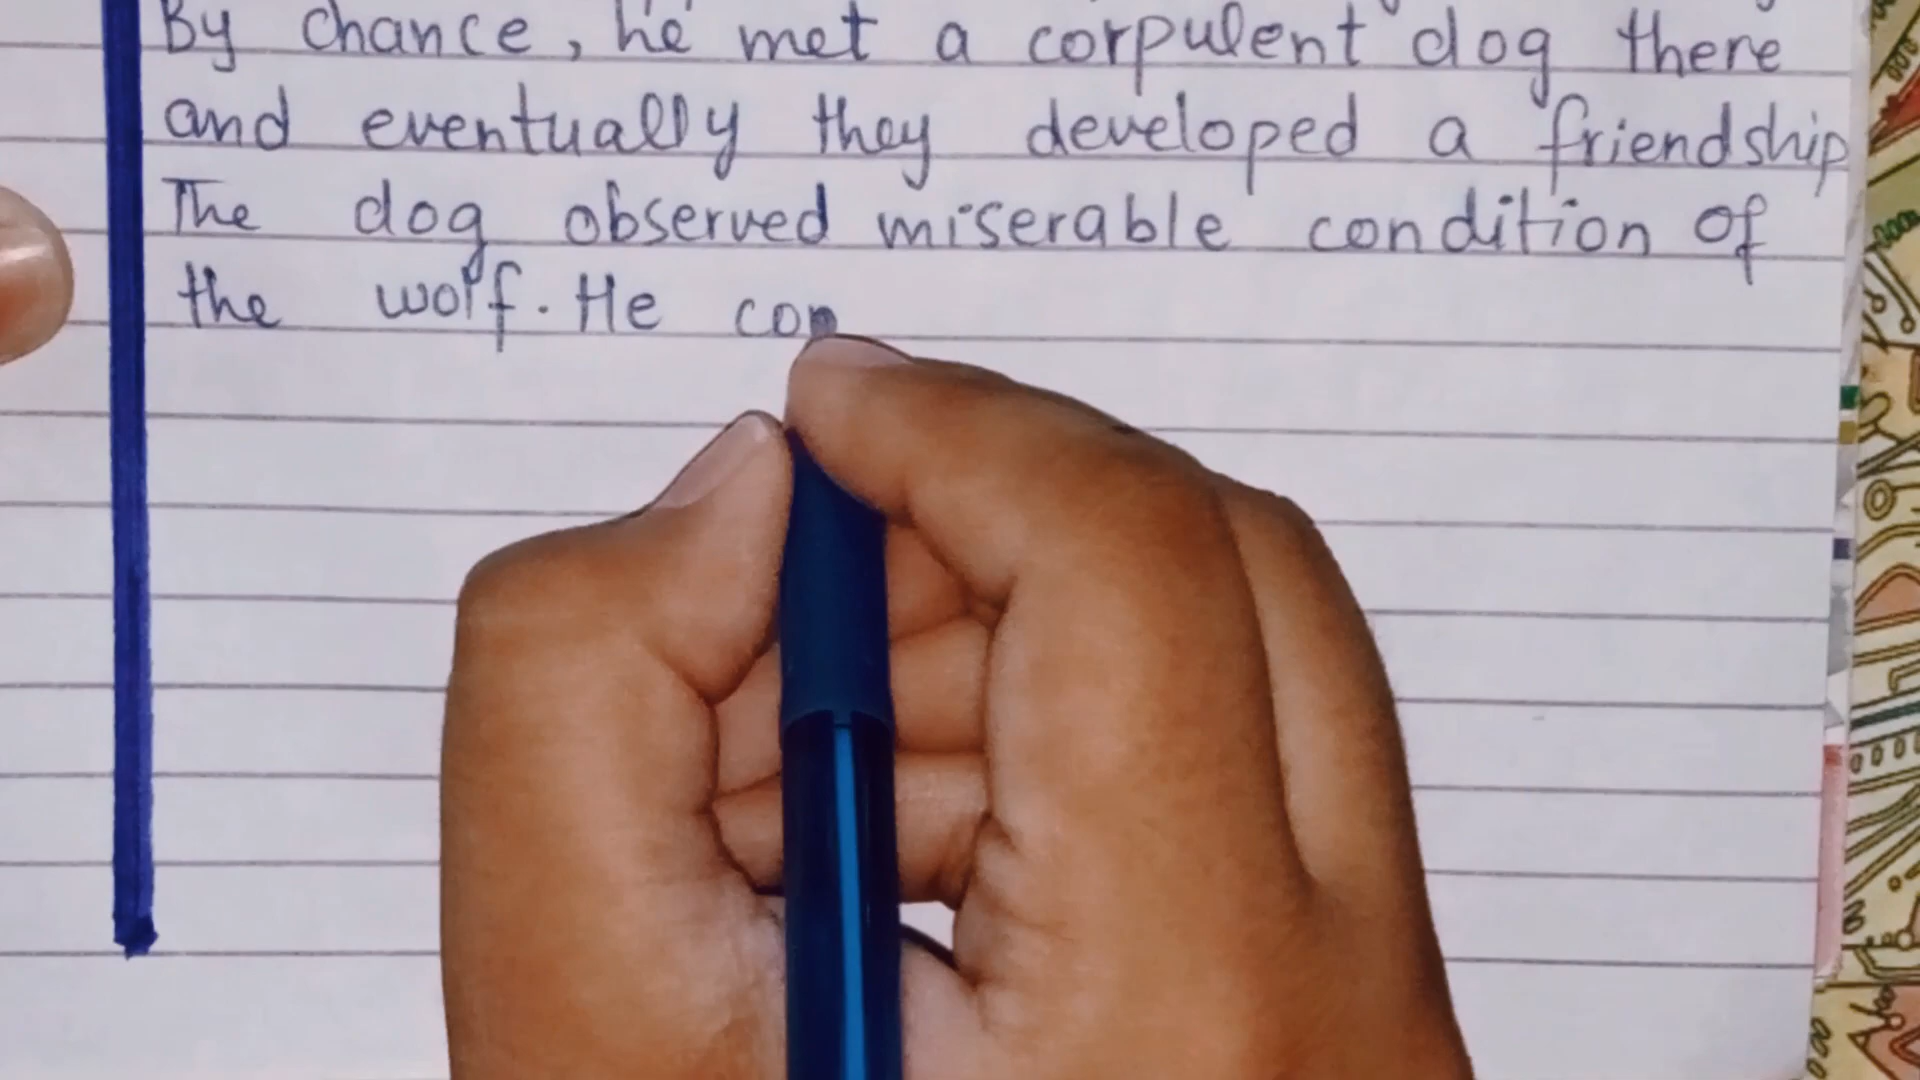 By chance, he met a corpulent dog there
and eventually they developed a friendship
The dog observed miserable condition of
the wolf. He con